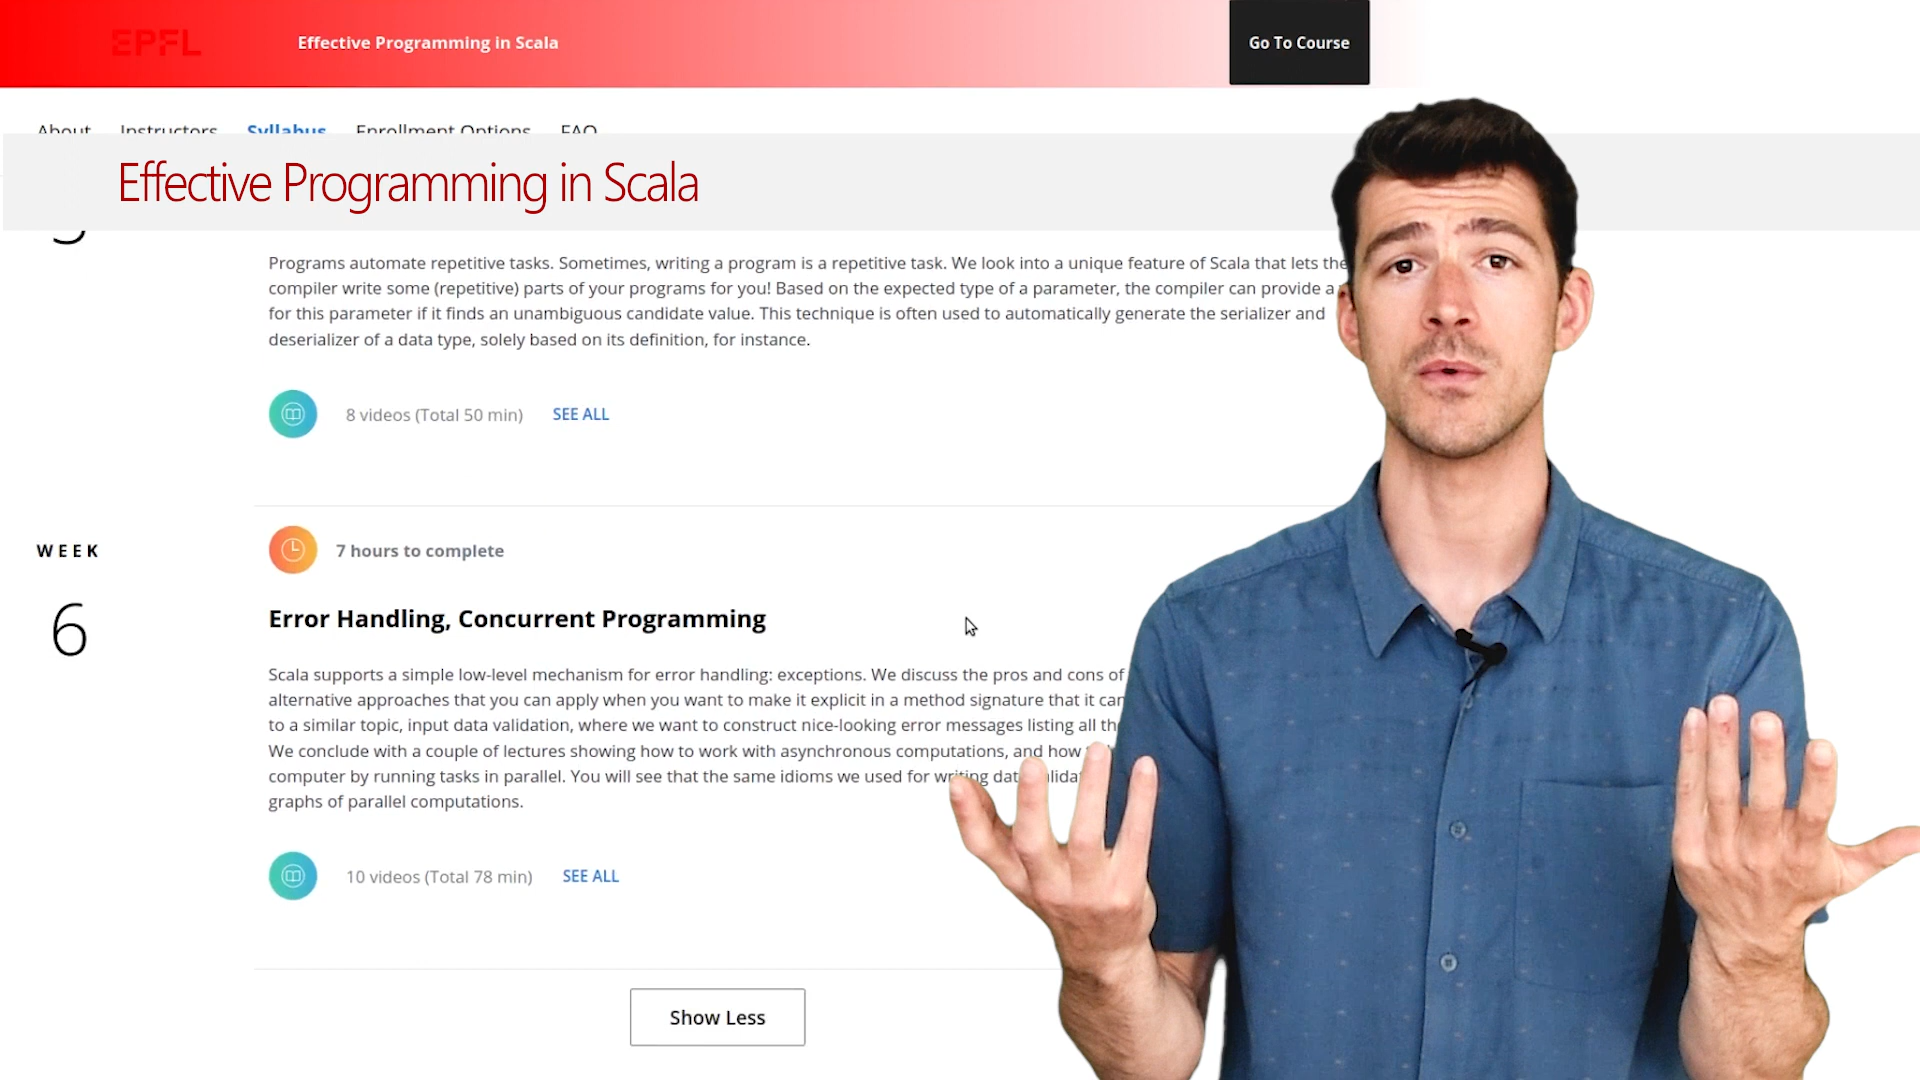 EPFL
Effective Programming in Scala
Go To Course
About Instructors Syllabus Enrollment Options FAQ
Effective Programming in Scala
Programs automate repetitive tasks. Sometimes, writing a program is a repetitive task. We look into a unique feature of Scala that lets the
compiler write some (repetitive) parts of your programs for you! Based on the expected type of a parameter, the compiler can provide a
for this parameter if it finds an unambiguous candidate value. This technique is often used to automatically generate the serializer and
deserializer of a data type, solely based on its definition, for instance.
8 videos (Total 50 min) SEE ALL
WEEK
6
7 hours to complete
Error Handling, Concurrent Programming
Scala supports a simple low-level mechanism for error handling: exceptions. We discuss the pros and cons of
alternative approaches that you can apply when you want to make it explicit in a method signature that it can
to a similar topic, input data validation, where we want to construct nice-looking error messages listing all the
We conclude with a couple of lectures showing how to work with asynchronous computations, and how
computer by running tasks in parallel. You will see that the same idioms we used for writing
graphs of parallel computations.
10 videos (Total 78 min) SEE ALL
Show Less